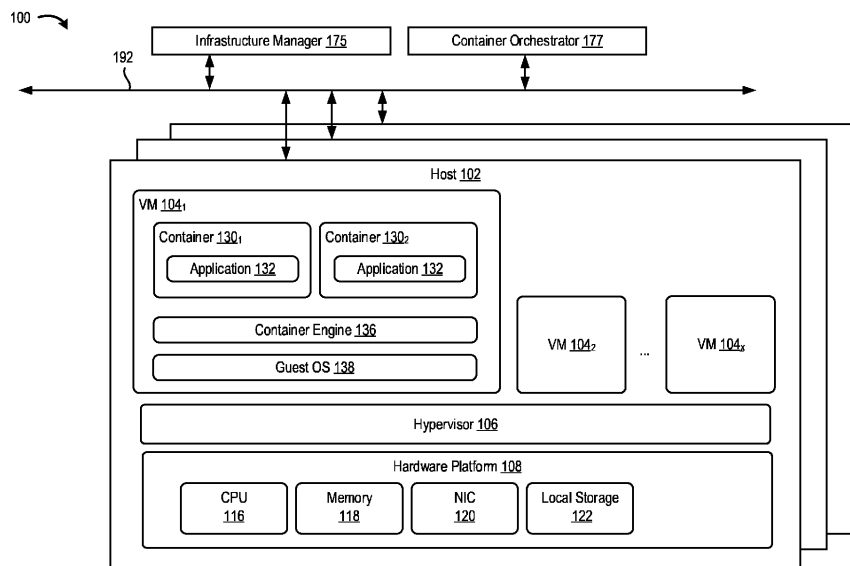 100
Infrastructure Manager 175
Container Orchestrator 177
192
Host 102
VM 104₁
Container 130₁
Container 130₂
Application 132
Application 132
Container Engine 136
Guest OS 138
VM 104₂
...
VM 104ₓ
Hypervisor 106
Hardware Platform 108
CPU
116
Memory
118
NIC
120
Local Storage
122